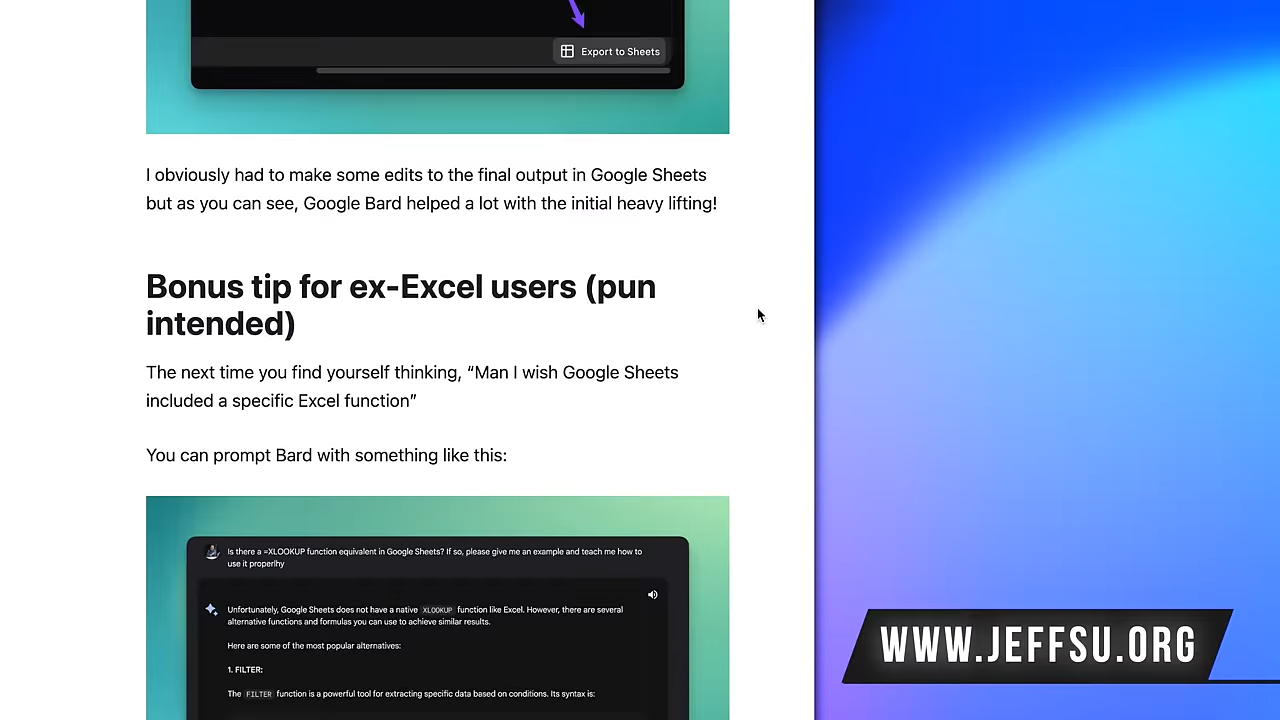 Export to Sheets
I obviously had to make some edits to the final output in Google Sheets
but as you can see, Google Bard helped a lot with the initial heavy lifting!
Bonus tip for ex-Excel users (pun
intended)
The next time you find yourself thinking, “Man I wish Google Sheets
included a specific Excel function”
You can prompt Bard with something like this:
Is there a =XLOOKUP function equivalent in Google Sheets? If so, please give me an example and teach me how to
use it properlhy
Unfortunately, Google Sheets does not have a native XLOOKUP function like Excel. However, there are several
alternative functions and formulas you can use to achieve similar results.
Here are some of the most popular alternatives:
1. FILTER:
The FILTER function is a powerful tool for extracting specific data based on conditions. Its syntax is:
WWW.JEFFSU.ORG